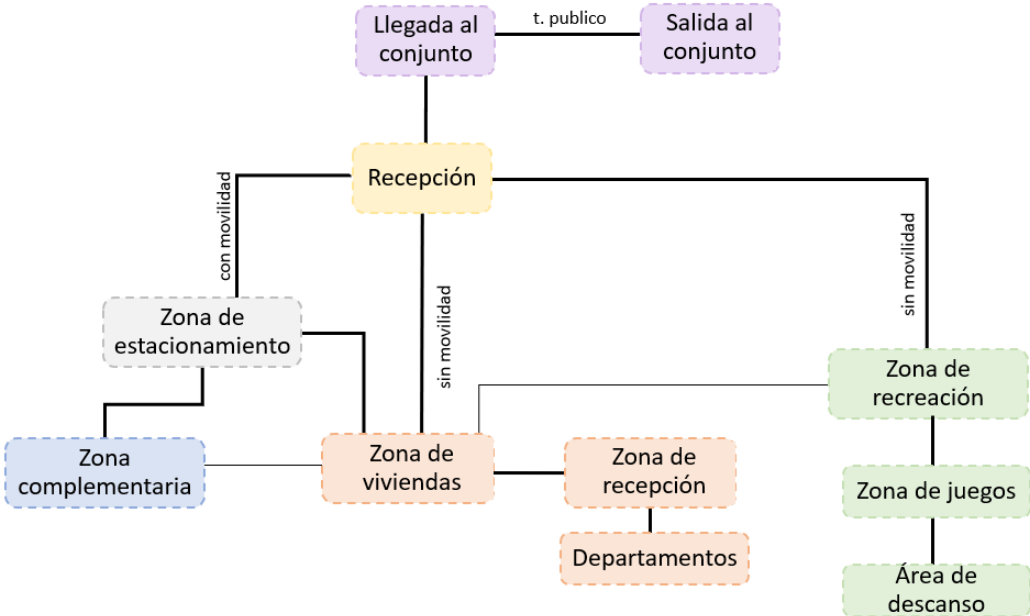 Llegada al
conjunto
t. publico
Salida al
conjunto
Recepción
con movilidad
sin movilidad
sin movilidad
Zona de
estacionamiento
Zona de
recreación
Zona
complementaria
Zona de
viviendas
Zona de
recepción
Zona de juegos
Departamentos
Área de
descanso